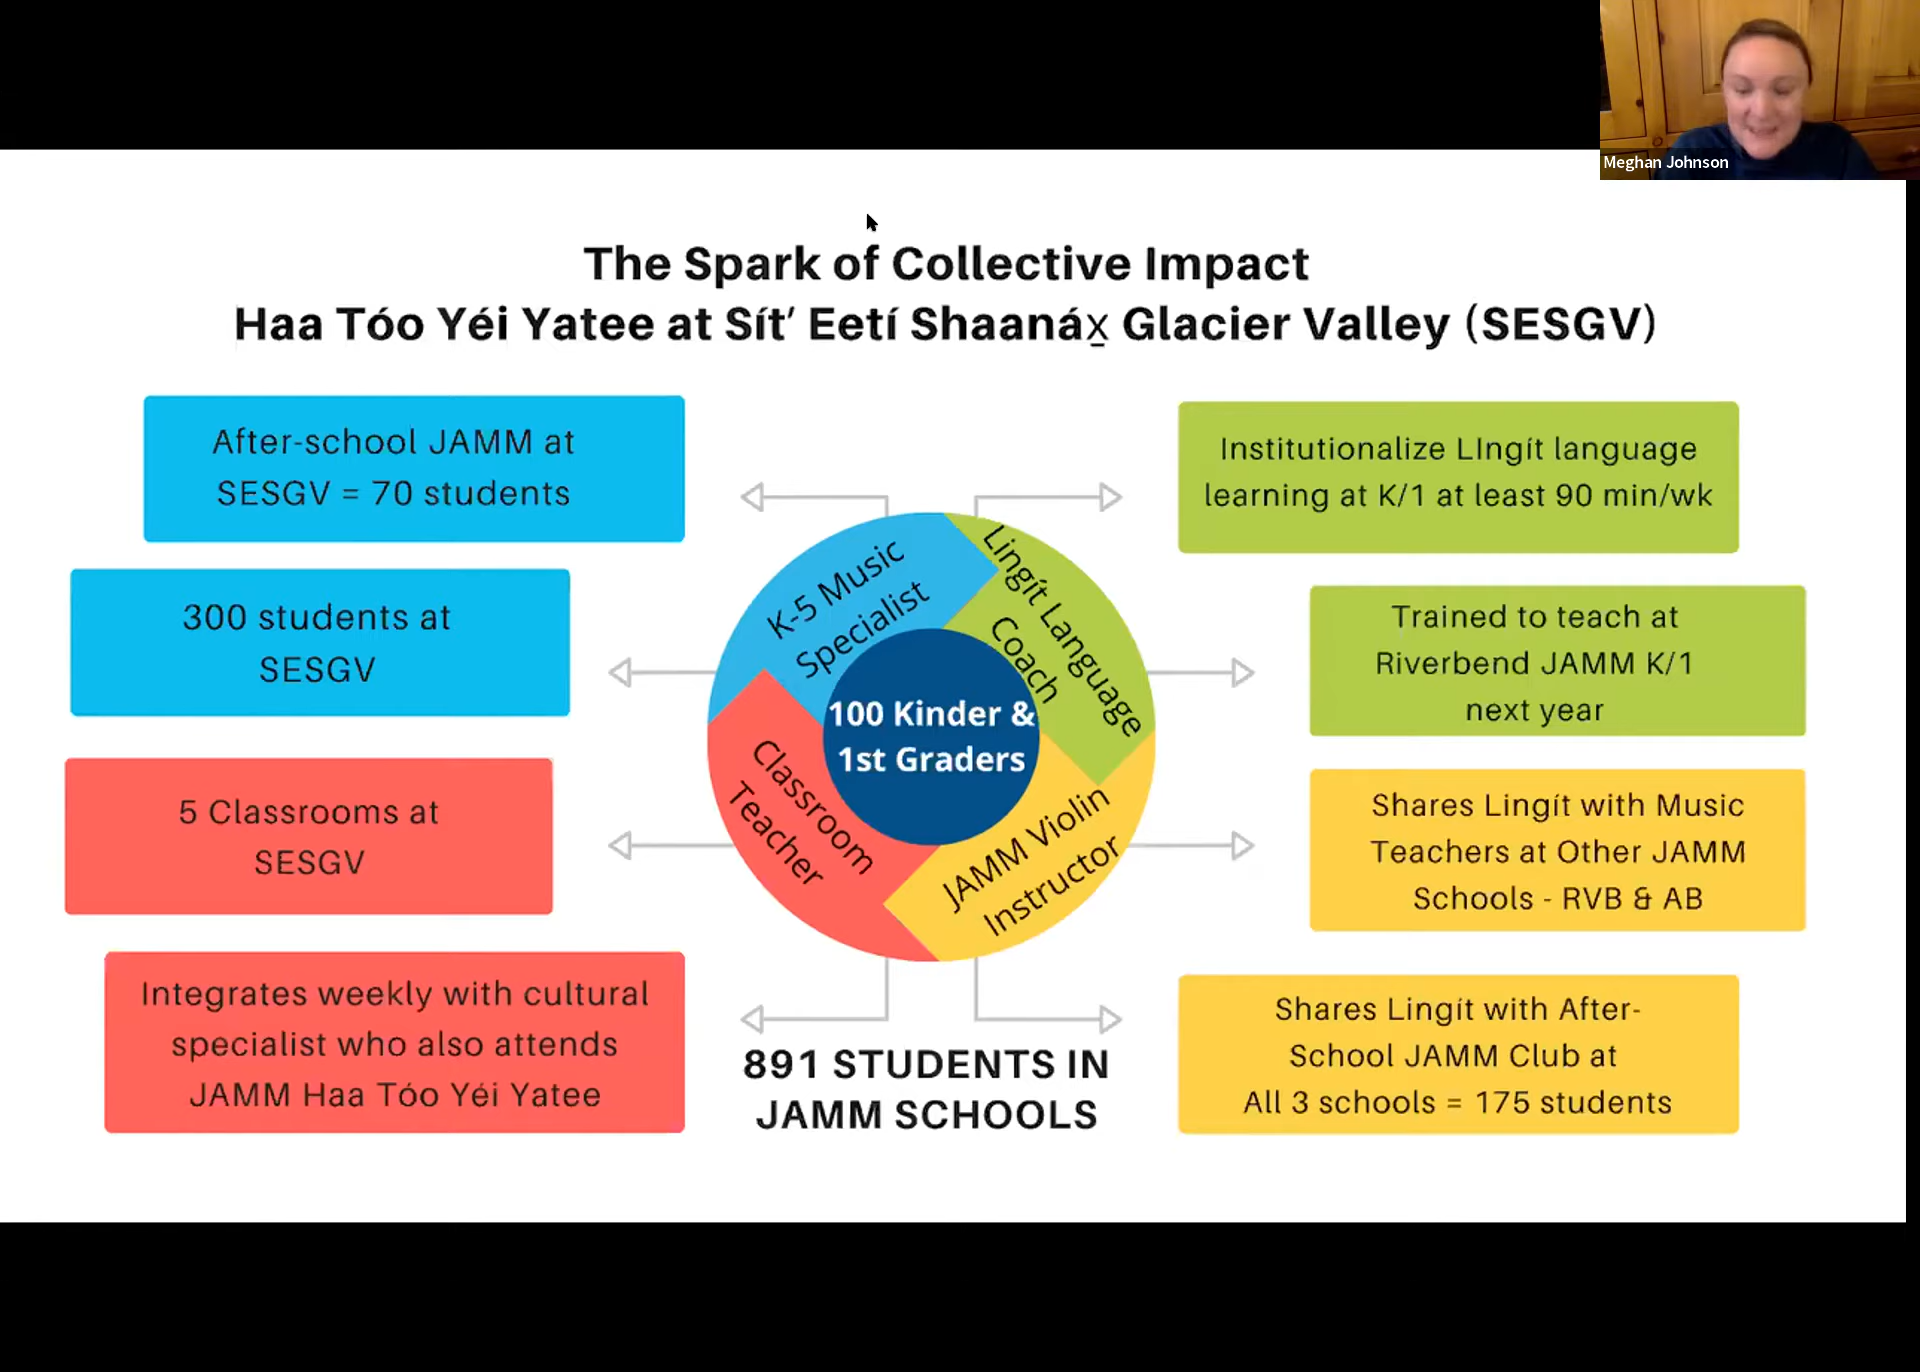 Meghan Johnson
The Spark of Collective Impact
Haa Tóo Yéi Yatee at Sít’ Eetí Shaanáx̱ Glacier Valley (SESGV)
After-school JAMM at
SESGV = 70 students
300 students at
SESGV
5 Classrooms at
SESGV
Integrates weekly with cultural
specialist who also attends
JAMM Haa Tóo Yéi Yatee
K-5 Music
Specialist
Lingít Language
Coach
100 Kinder &
1st Graders
Classroom
Teacher
JAMM Violin
Instructor
891 STUDENTS IN
JAMM SCHOOLS
Institutionalize LIngít language
learning at K/1 at least 90 min/wk
Trained to teach at
Riverbend JAMM K/1
next year
Shares Lingít with Music
Teachers at Other JAMM
Schools - RVB & AB
Shares Lingít with After-
School JAMM Club at
All 3 schools = 175 students